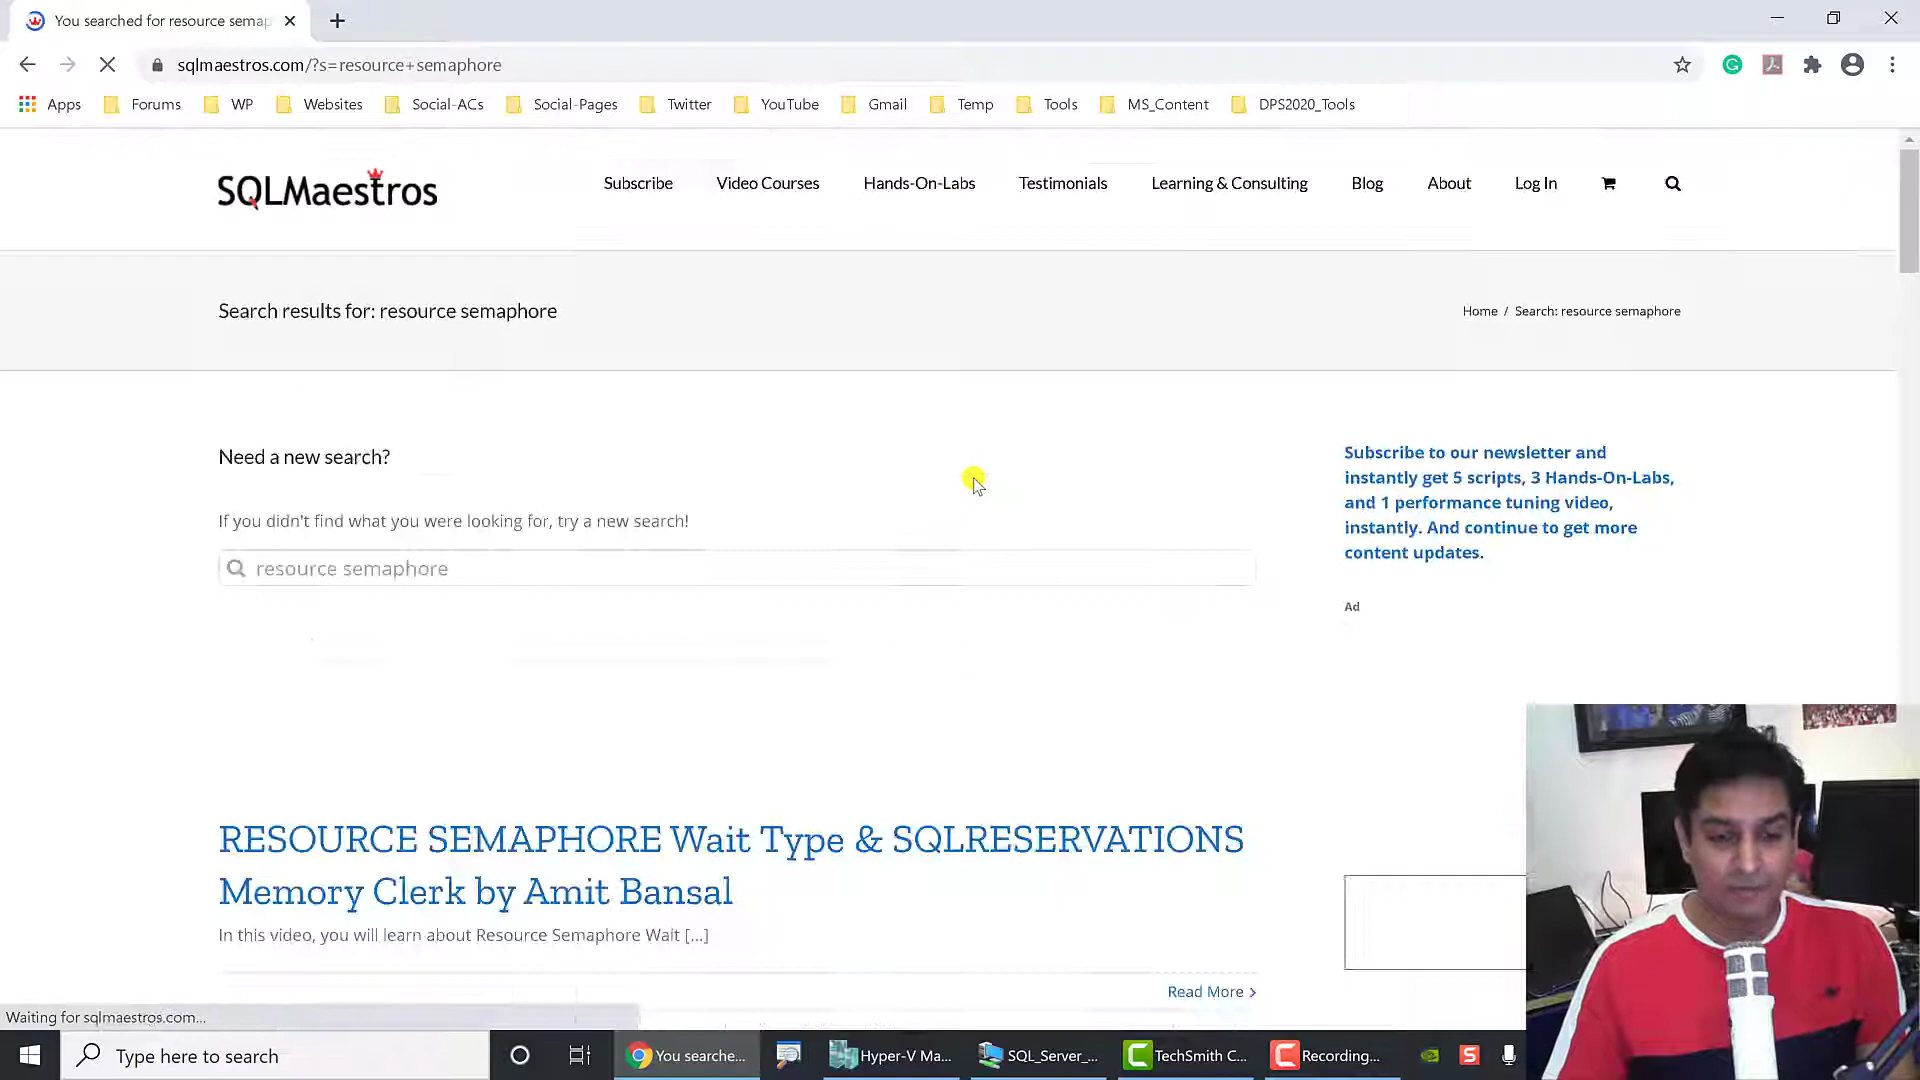 You searched for resource semap
sqlmaestros.com/?s=resource+semaphore
Apps Forums WP Websites Social-ACs Social-Pages Twitter YouTube Gmail Temp Tools MS_Content DPS2020_Tools
SQLMaestros Subscribe Video Courses Hands-On-Labs Testimonials Learning & Consulting Blog About Log In
Search results for: resource semaphore
Home / Search: resource semaphore
Need a new search?
If you didn't find what you were looking for, try a new search!
resource semaphore
Subscribe to our newsletter and
instantly get 5 scripts, 3 Hands-On-Labs,
and 1 performance tuning video,
instantly. And continue to get more
content updates.
Ad
RESOURCE SEMAPHORE Wait Type & SQLRESERVATIONS
Memory Clerk by Amit Bansal
In this video, you will learn about Resource Semaphore Wait [...]
Read More >
Waiting for sqlmaestros.com...
Type here to search You searche... Hyper-V Ma... SQL_Server_... TechSmith C... Recording...